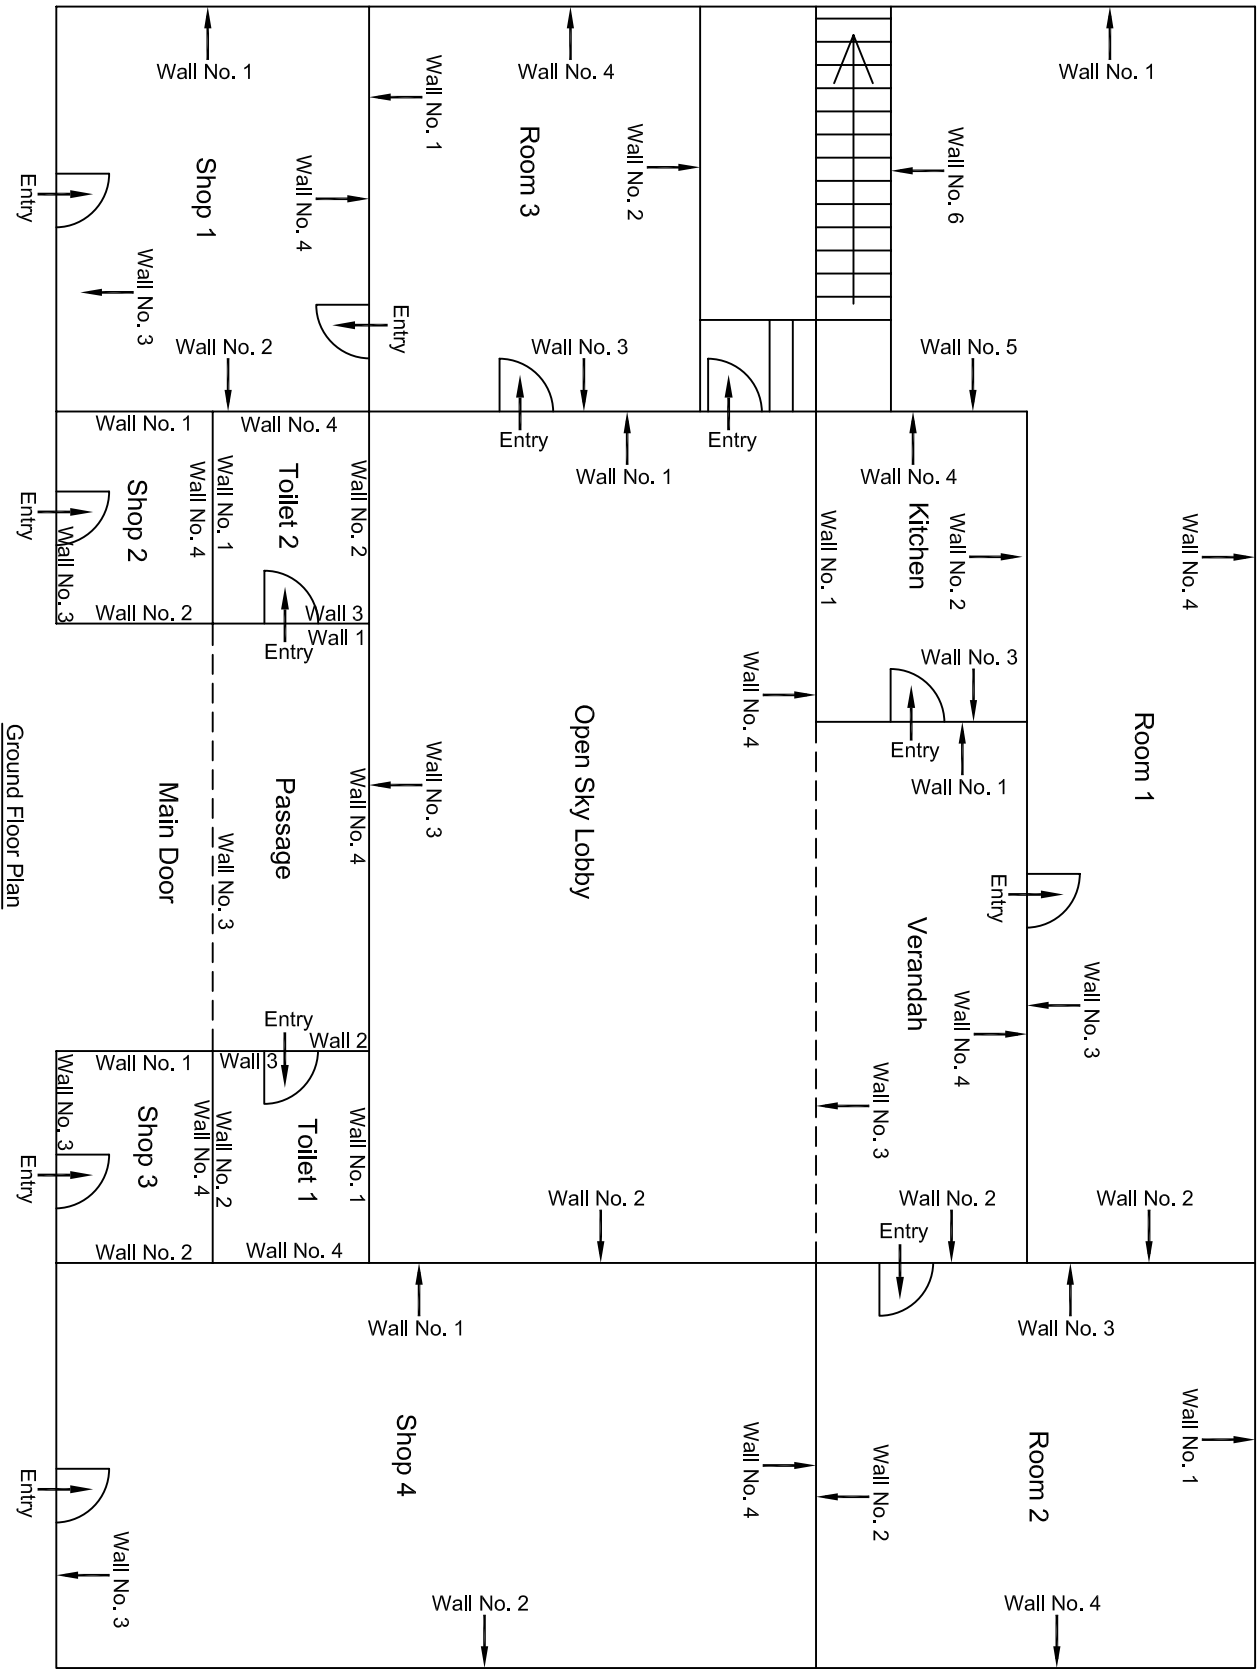 Wall No. 1
Wall No. 4
Wall No. 1
Wall No. 1
Room 3
Wall No. 2
Wall No. 6
Shop 1
Wall No. 4
Entry
Wall No. 3
Entry
Wall No. 2
Wall No. 3
Wall No. 5
Wall No. 1
Wall No. 4
Entry
Entry
Wall No. 1
Wall No. 4
Kitchen
Wall No. 2
Wall No. 4
Wall No. 1
Toilet 2
Wall No. 2
Wall No. 1
Wall No. 4
Shop 2
Entry
Wall No. 3
Wall No. 2
Wall 3
Wall 1
Entry
Wall No. 3
Wall No. 4
Entry
Wall No. 1
Room 1
Open Sky Lobby
Wall No. 3
Wall No. 4
Passage
Main Door
Wall No. 3
Ground Floor Plan
Entry
Verandah
Wall No. 4
Wall No. 3
Wall No. 3
Entry
Wall 2
Wall No. 1
Wall 3
Wall No. 3
Shop 3
Wall No. 4
Wall No. 2
Toilet 1
Wall No. 1
Entry
Wall No. 2
Wall No. 4
Wall No. 2
Wall No. 2
Wall No. 2
Entry
Wall No. 1
Wall No. 3
Shop 4
Wall No. 4
Wall No. 2
Room 2
Wall No. 1
Entry
Wall No. 3
Wall No. 2
Wall No. 4